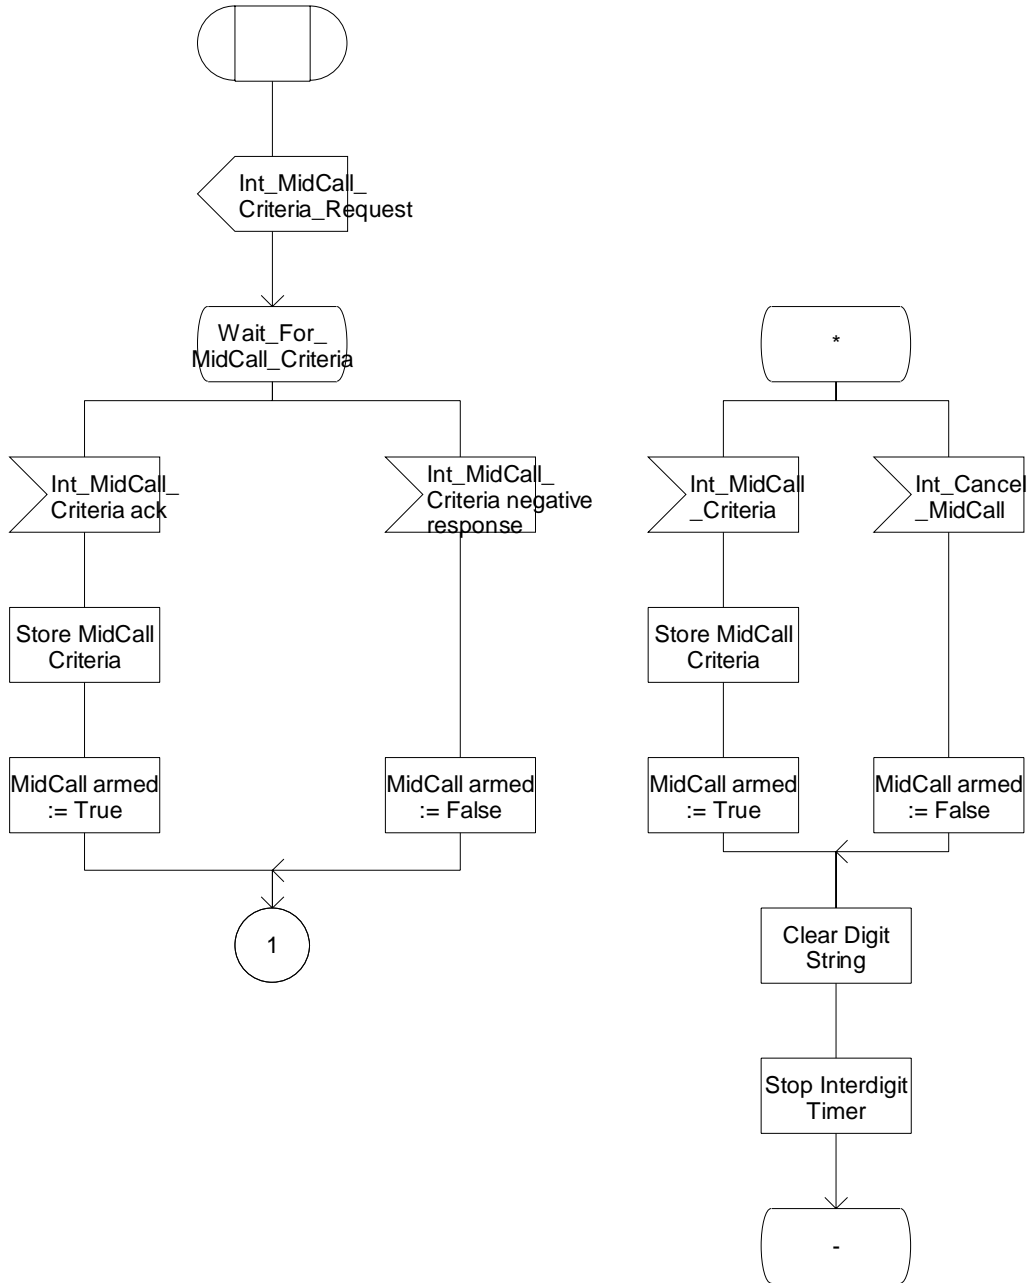 Int_MidCall_
Criteria_Request
Wait_For_
MidCall_Criteria
*
Int_MidCall_
Criteria ack
Int_MidCall_
Criteria negative
response
Int_MidCall
_Criteria
Int_Cancel
_MidCall
Store MidCall
Criteria
Store MidCall
Criteria
MidCall armed
:= True
MidCall armed
:= False
MidCall armed
:= True
MidCall armed
:= False
1
Clear Digit
String
Stop Interdigit
Timer
-